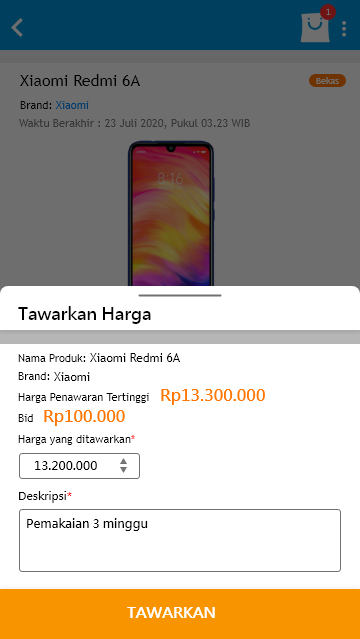 1
Xiaomi Redmi 6A
Bekas
Brand: Xiaomi
Waktu Berakhir : 23 Juli 2020, Pukul 03.23 WIB
8:16
Tawarkan Harga
Nama Produk: Xiaomi Redmi 6A
Brand: Xiaomi
Harga Penawaran Tertinggi Rp13.300.000
Bid Rp100.000
Harga yang ditawarkan*
13.200.000
Deskripsi*
Pemakaian 3 minggu
TAWARKAN